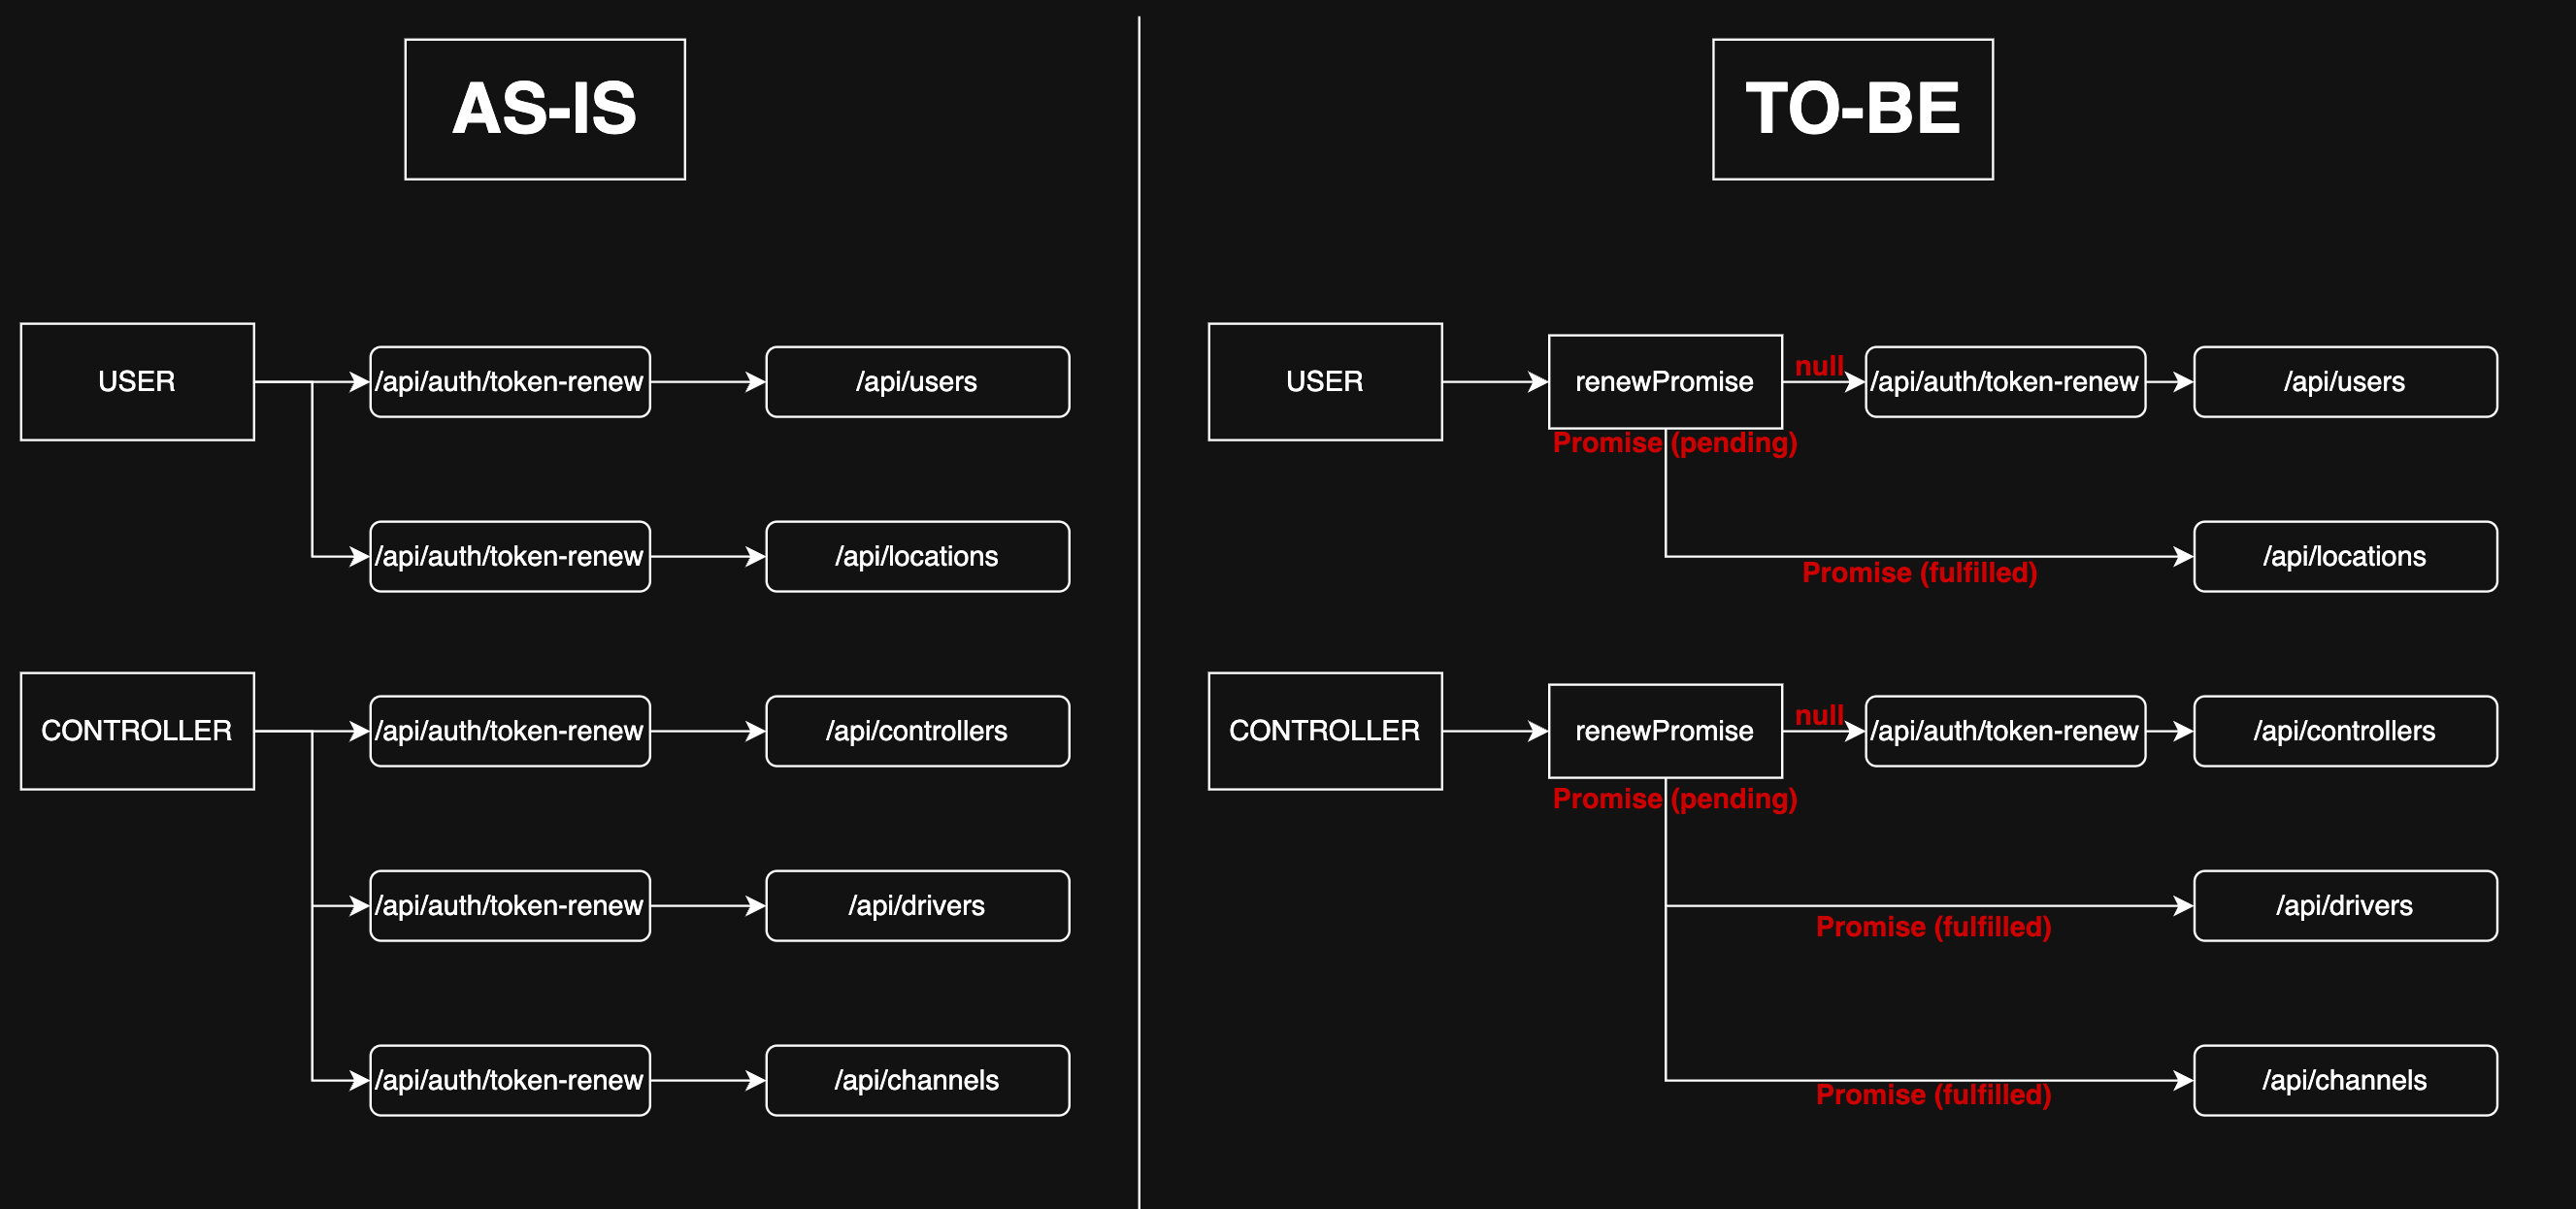 AS-IS
USER
/api/auth/token-renew
/api/users
/api/auth/token-renew
/api/locations
CONTROLLER
/api/auth/token-renew
/api/controllers
/api/auth/token-renew
/api/drivers
/api/auth/token-renew
/api/channels
TO-BE
USER
renewPromise
null
/api/auth/token-renew
/api/users
Promise (pending)
/api/locations
Promise (fulfilled)
CONTROLLER
renewPromise
null
/api/auth/token-renew
/api/controllers
Promise (pending)
/api/drivers
Promise (fulfilled)
/api/channels
Promise (fulfilled)